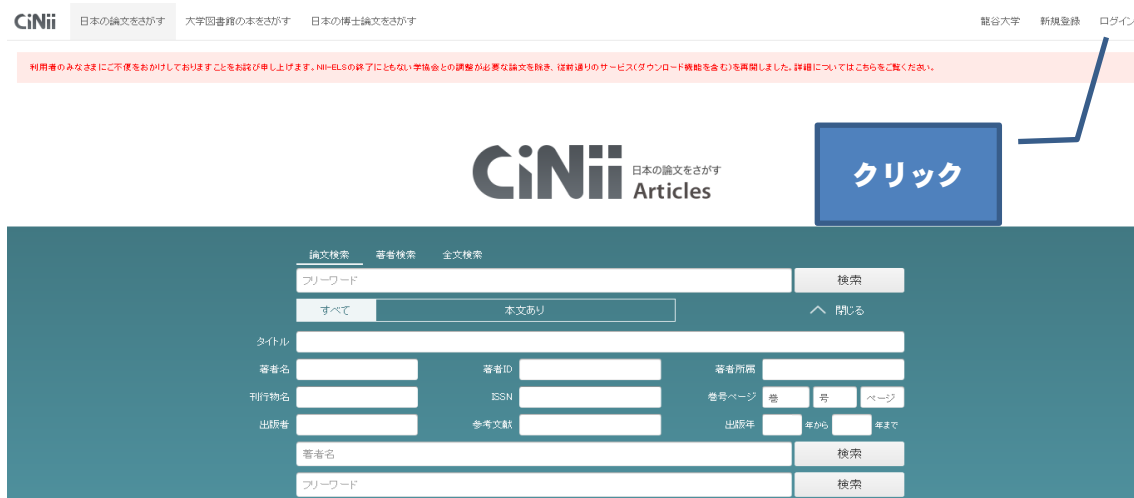 CiNii 日本の論文をさがす 大学図書館の本をさがす 日本の博士論文をさがす 龍谷大学 新規登録 ログイン
利用者のみなさまにご不便をおかけしておりますことをお詫び申し上げます。NII-ELSの終了にともない学協会との調整が必要な論文を除き、従前通りのサービス(ダウンロード機能を含む)を再開しました。詳細についてはこちらをご覧ください。
CiNii 日本の論文をさがす
Articles
クリック
論文検索 著者検索 全文検索
フリーワード 検索
すべて 本文あり 閉じる
タイトル
著者名 著者ID 著者所属
刊行物名 ISSN 巻号ページ 巻 号 ページ
出版者 参考文献 出版年 年から 年まで
著者名 検索
フリーワード 検索